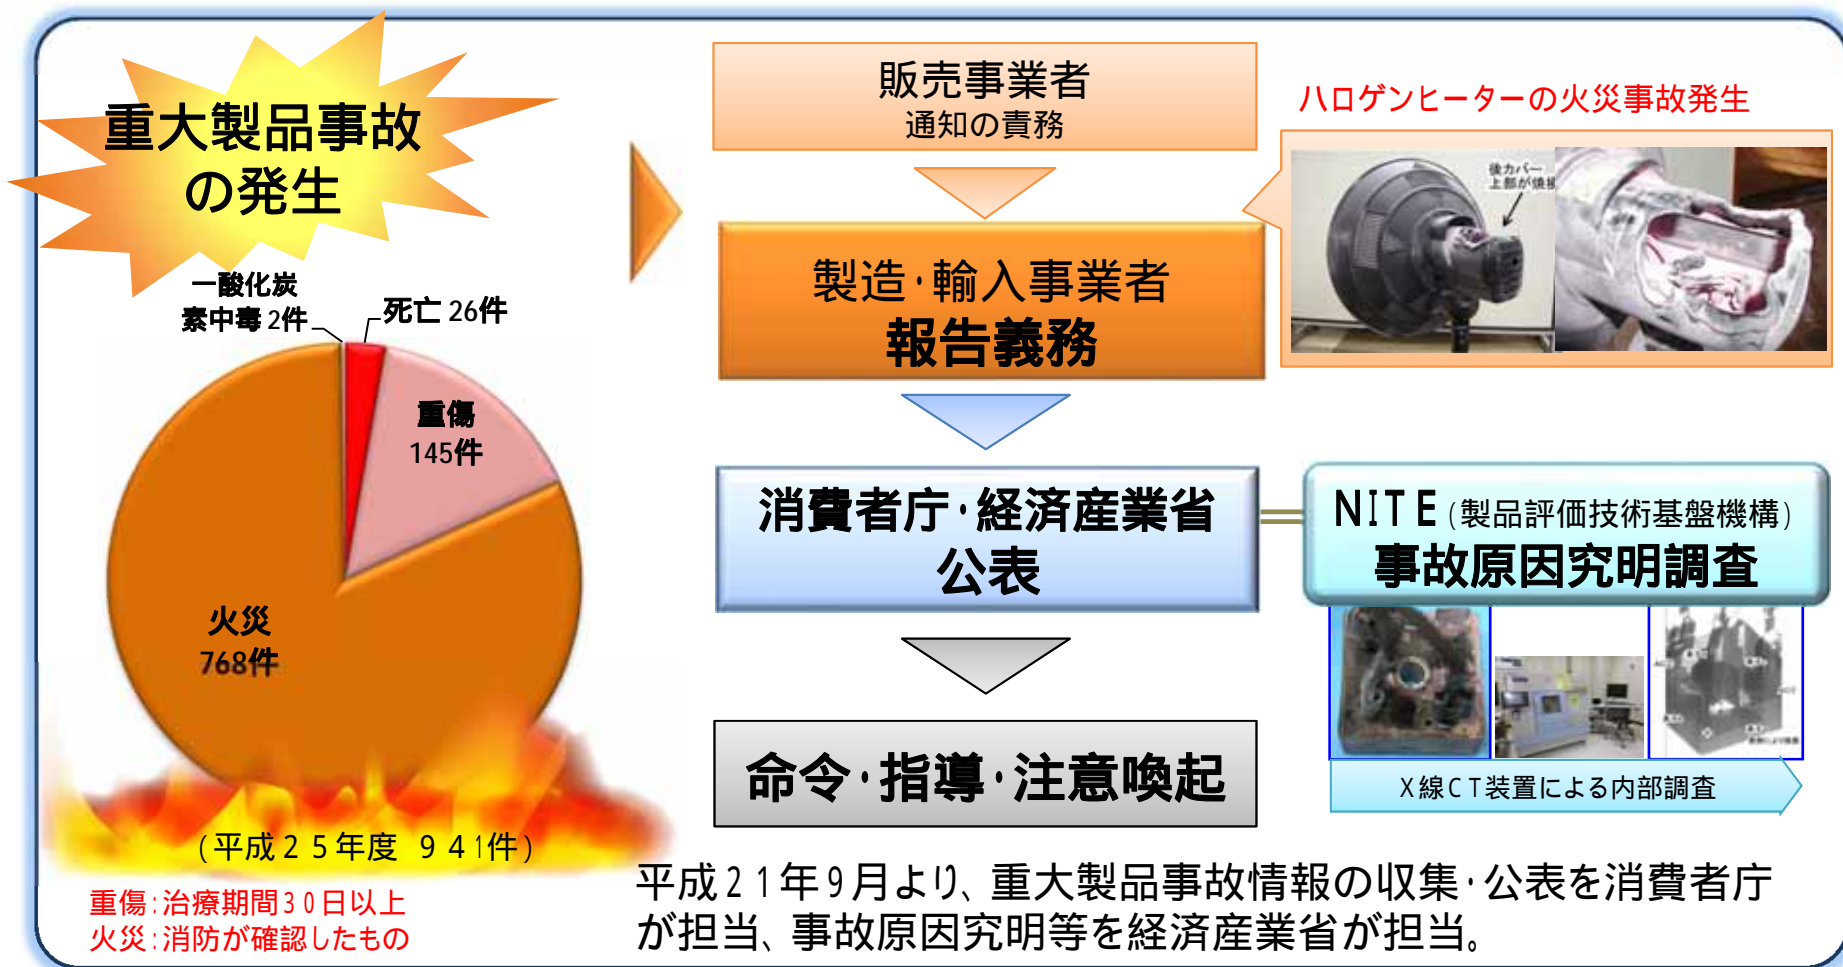 重大製品事故
の発生
一酸化炭
素中毒 2件
死亡 26件
重傷
145件
火災
768件
(平成25年度 941件)
重傷:治療期間30日以上
火災:消防が確認したもの
販売事業者
通知の責務
製造・輸入事業者
報告義務
ハロゲンヒーターの火災事故発生
後カバー
上部が焼損
消費者庁・経済産業省
公表
NITE(製品評価技術基盤機構)
事故原因究明調査
X線CT装置による内部調査
命令・指導・注意喚起
平成21年9月より、重大製品事故情報の収集・公表を消費者庁
が担当、事故原因究明等を経済産業省が担当。